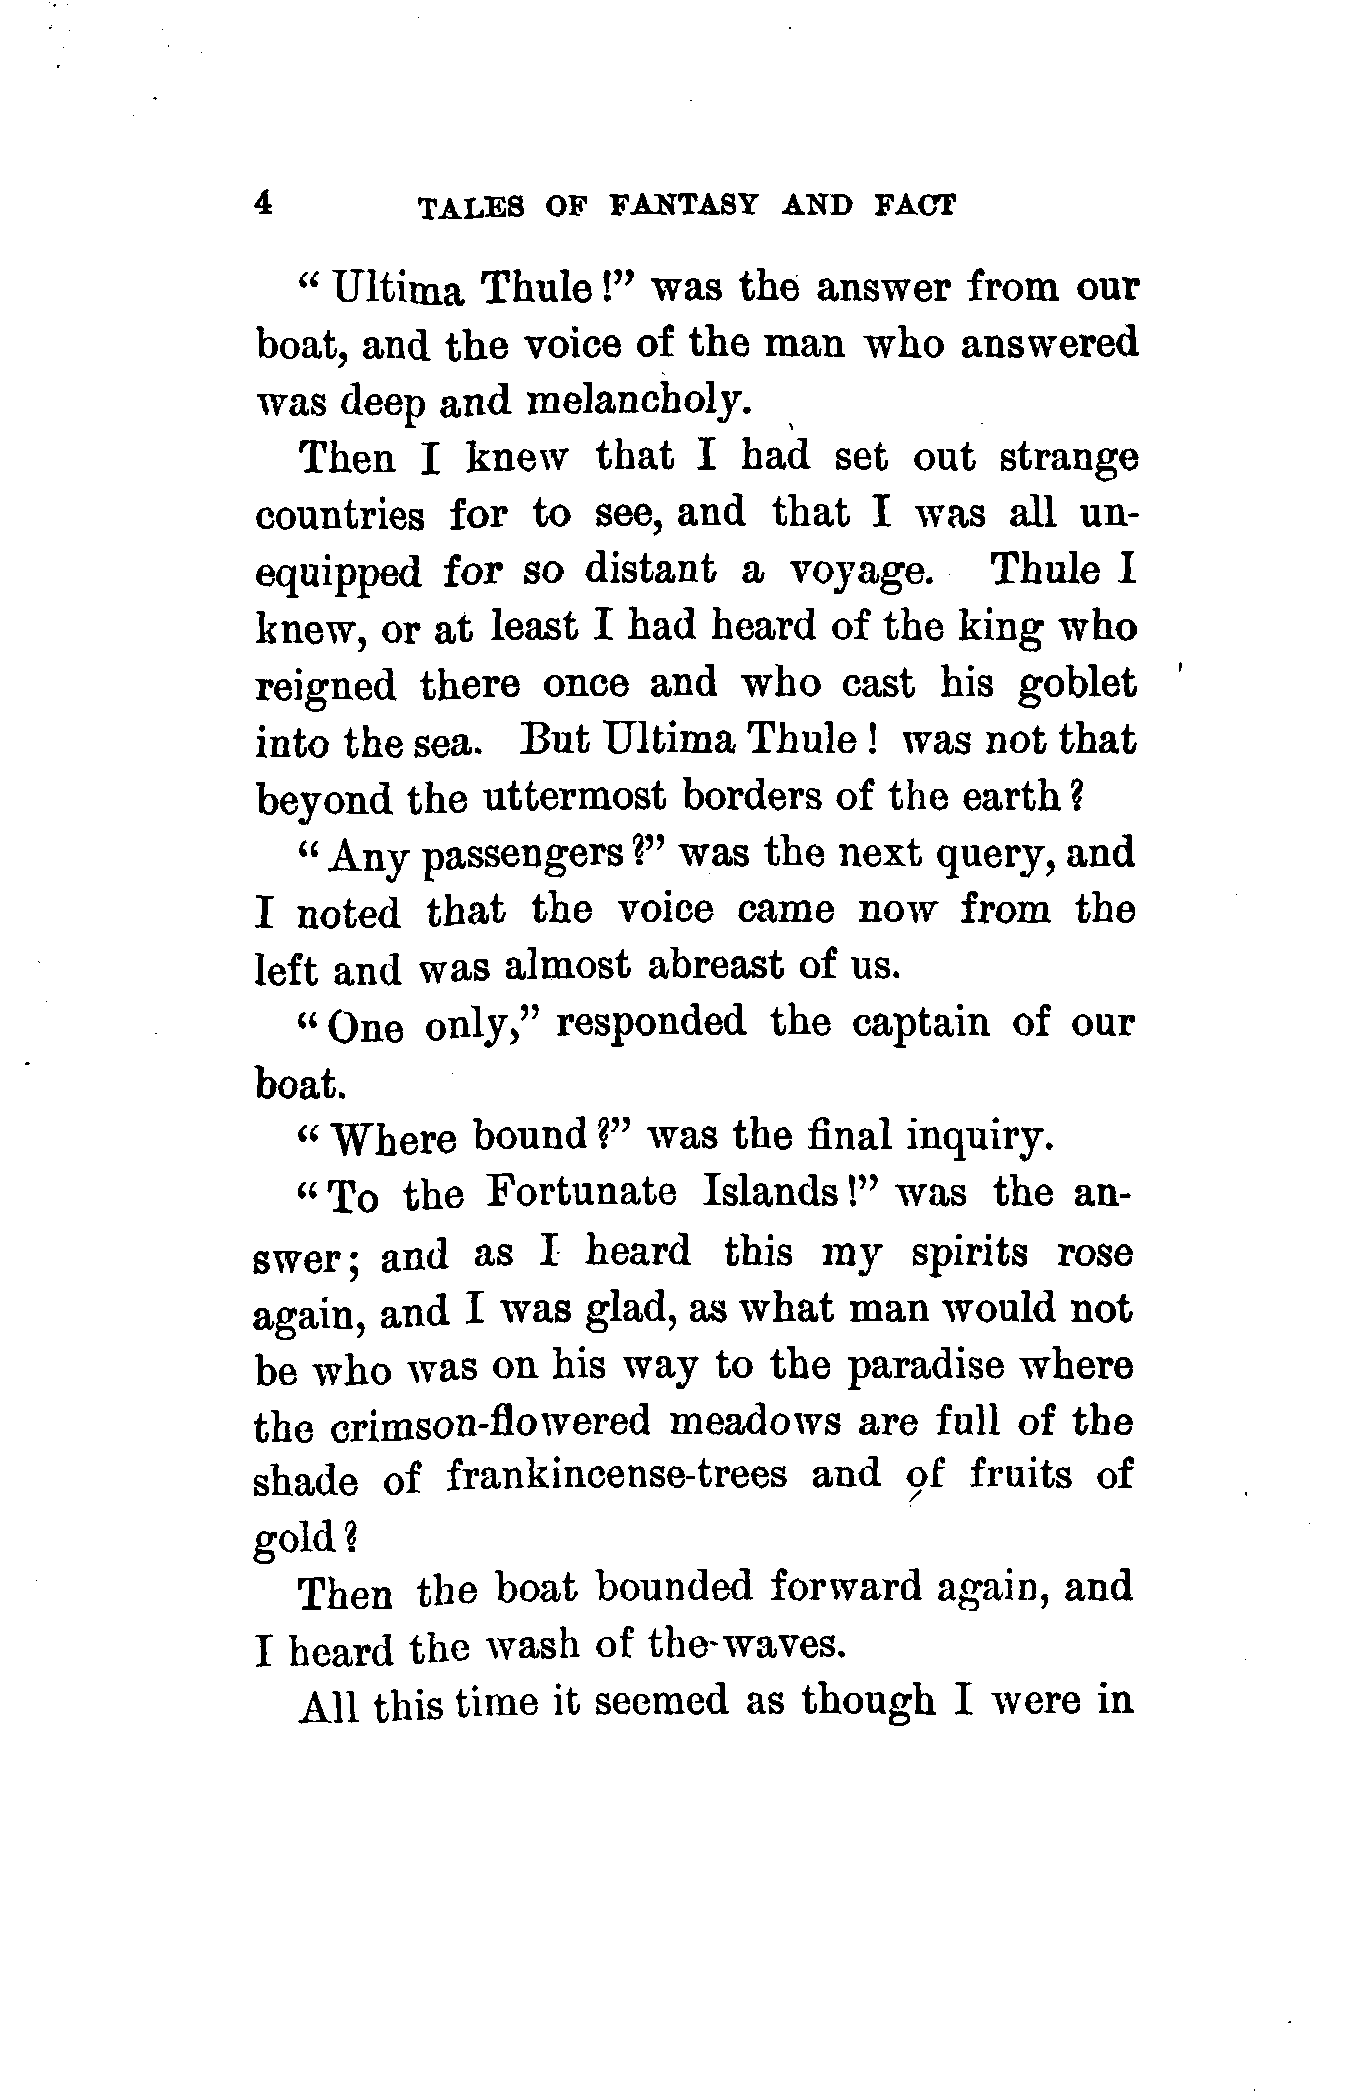 4 TALES OF FANTASY AND FACT
“ Ultima Thule !” was the answer from our
boat, and the voice of the man who answered
was deep and melancholy.
Then I knew that I had set out strange
countries for to see, and that I was all un-
equipped for so distant a voyage. Thule I
knew, or at least I had heard of the king who
reigned there once and who cast his goblet
into the sea. But Ultima Thule ! was not that
beyond the uttermost borders of the earth ?
“ Any passengers ?” was the next query, and
I noted that the voice came now from the
left and was almost abreast of us.
“ One only,” responded the captain of our
boat.
“ Where bound ?” was the final inquiry.
“ To the Fortunate Islands !” was the an-
swer ; and as I heard this my spirits rose
again, and I was glad, as what man would not
be who was on his way to the paradise where
the crimson-flowered meadows are full of the
shade of frankincense-trees and of fruits of
gold ?
Then the boat bounded forward again, and
I heard the wash of the waves.
All this time it seemed as though I were in